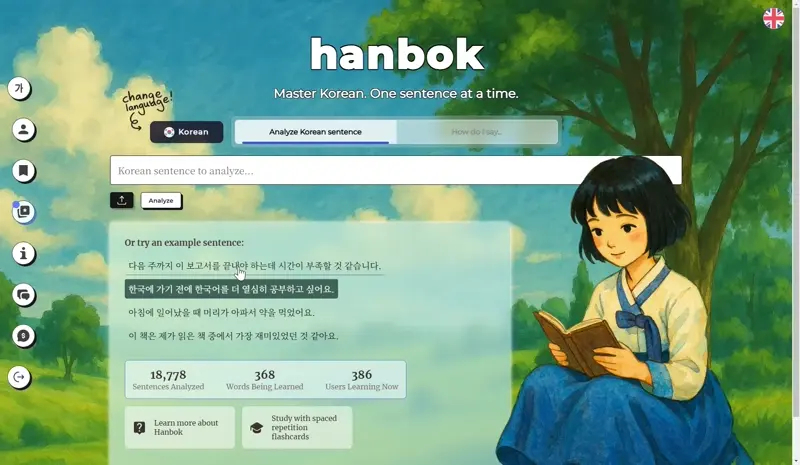 hanbok
Master Korean. One sentence at a time.
change
language!
Korean
Analyze Korean sentence
How do I say...
Korean sentence to analyze...
Analyze
가
Or try an example sentence:
다음 주까지 이 보고서를 끝내야 하는데 시간이 부족할 것 같습니다.
한국에 가기 전에 한국어를 더 열심히 공부하고 싶어요.
아침에 일어났을 때 머리가 아파서 약을 먹었어요.
이 책은 제가 읽은 책 중에서 가장 재미있었던 것 같아요.
18,778
Sentences Analyzed
368
Words Being Learned
386
Users Learning Now
Learn more about
Hanbok
Study with spaced
repetition
flashcards